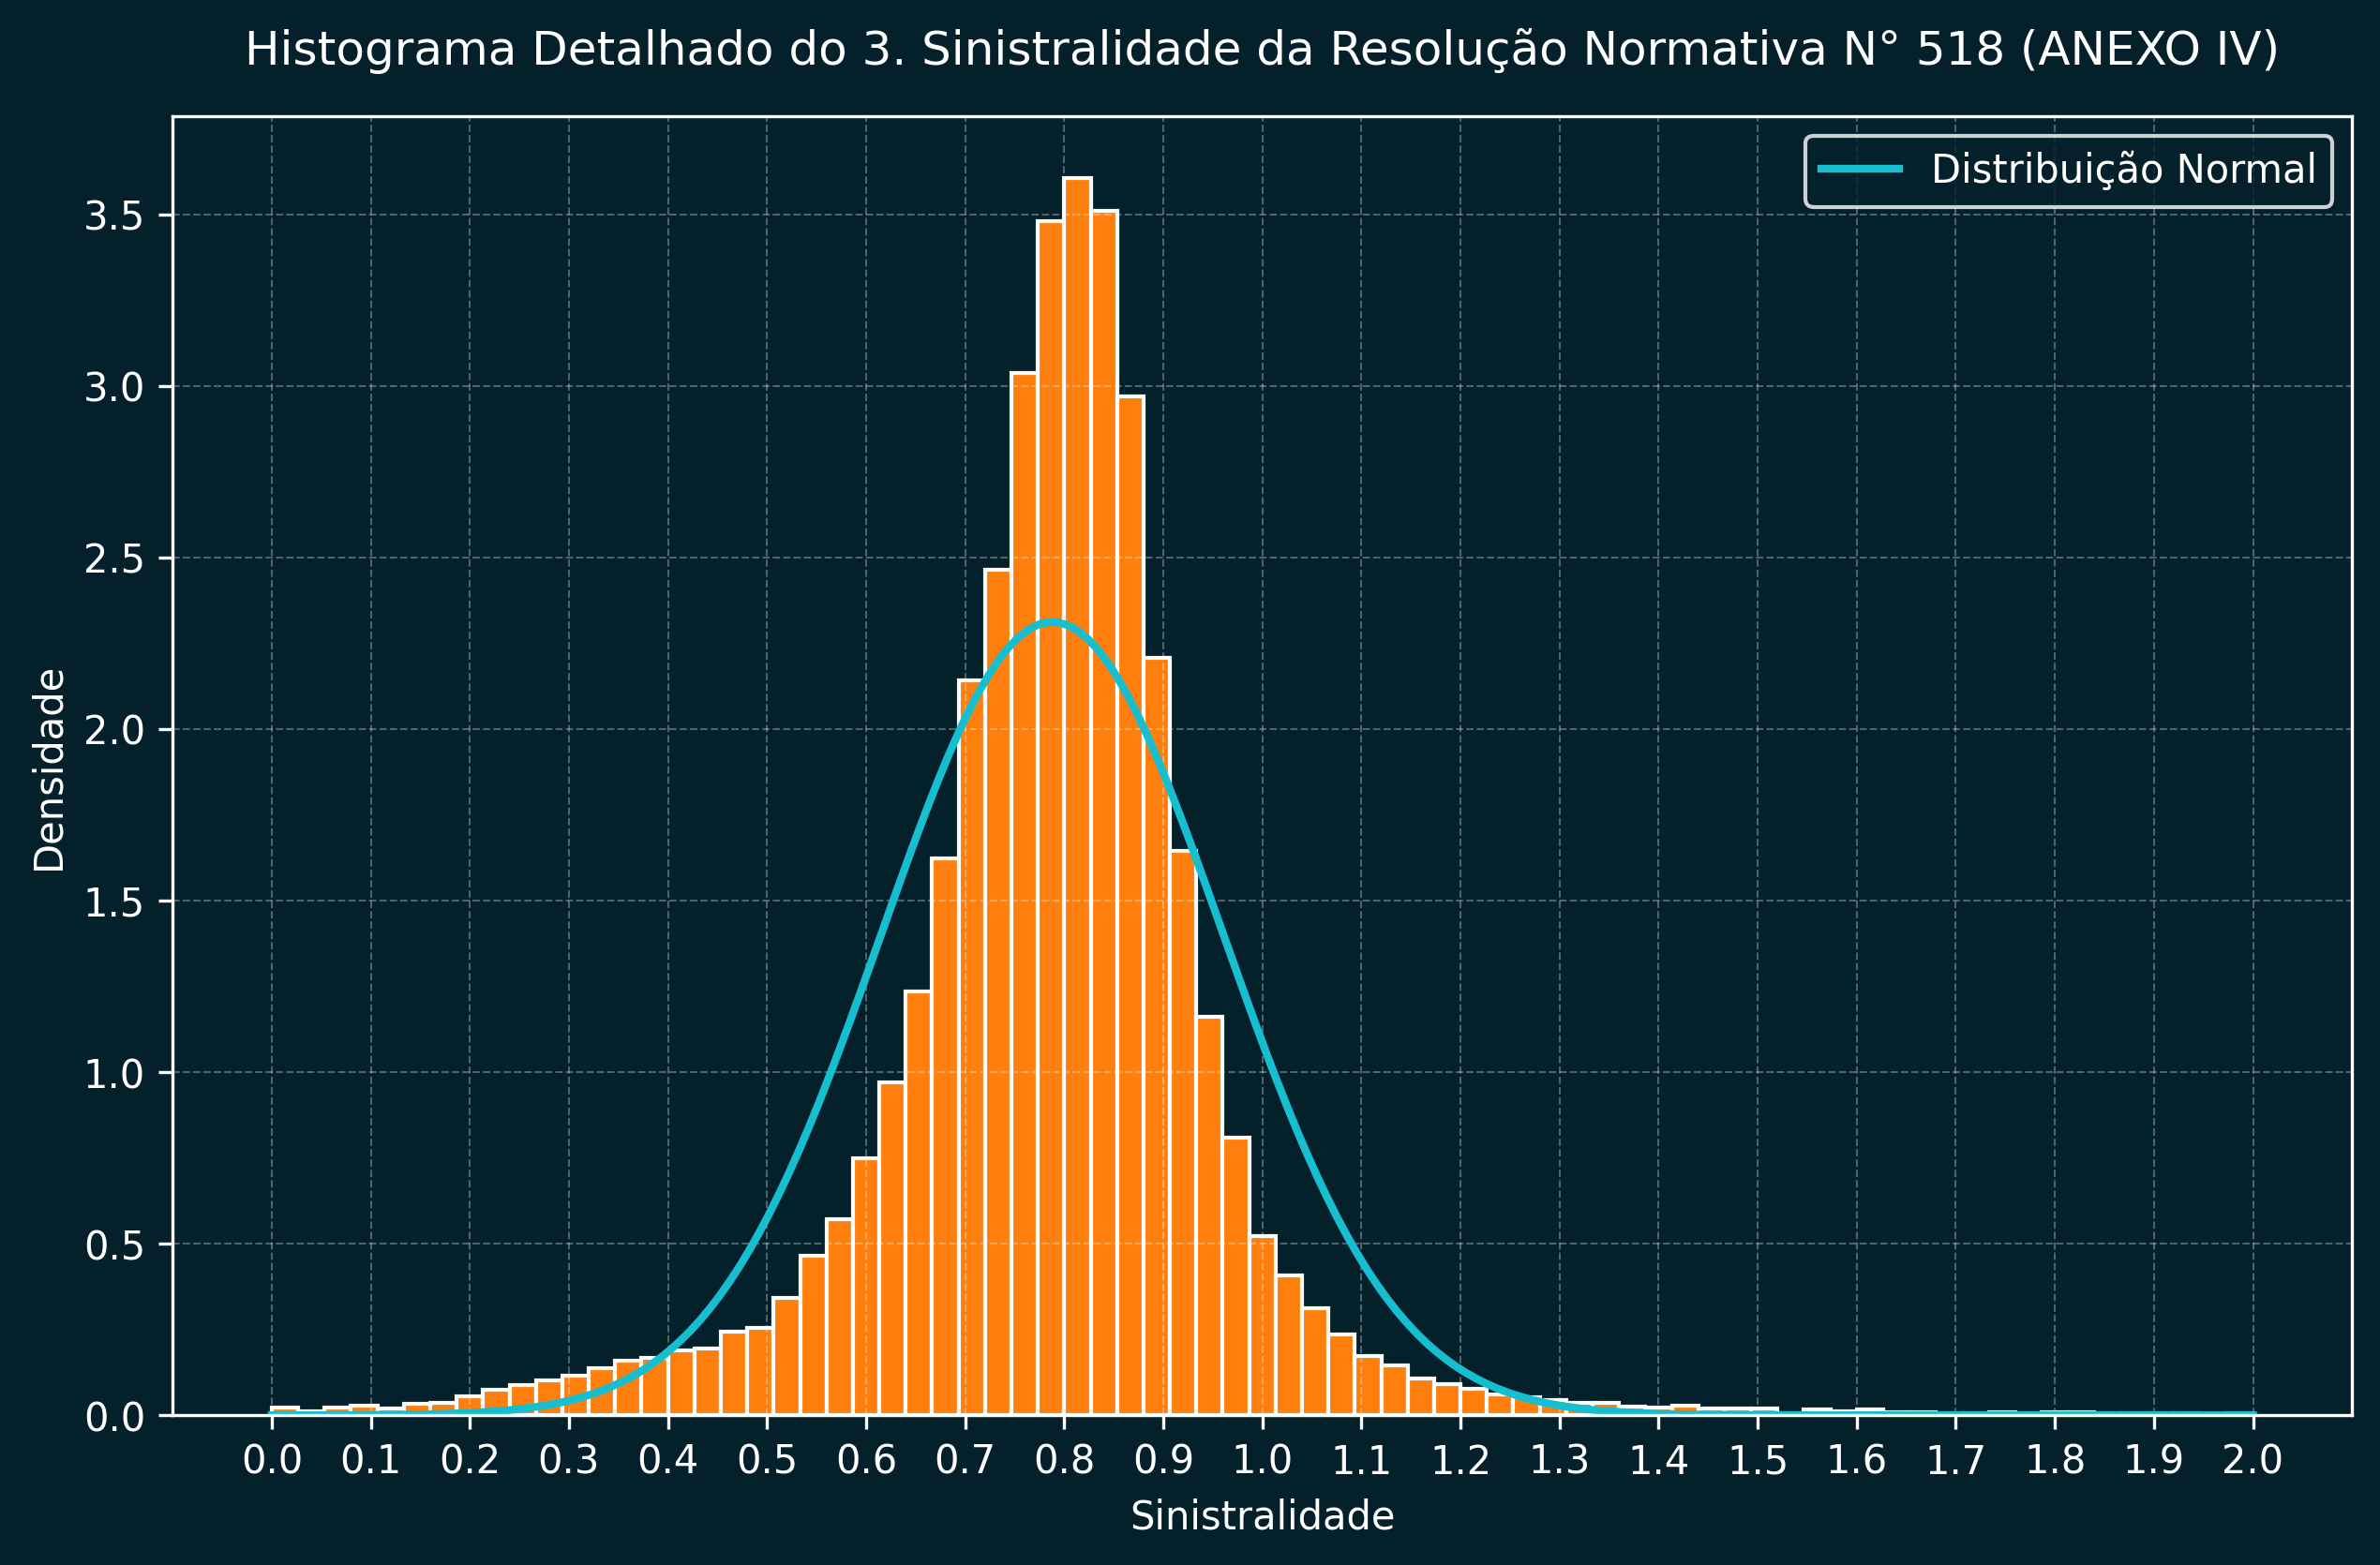 Histograma Detalhado do 3. Sinistralidade da Resolução Normativa N° 518 (ANEXO IV)
Distribuição Normal
Densidade
3.5
3.0
2.5
2.0
1.5
1.0
0.5
0.0
0.0 0.1 0.2 0.3 0.4 0.5 0.6 0.7 0.8 0.9 1.0 1.1 1.2 1.3 1.4 1.5 1.6 1.7 1.8 1.9 2.0
Sinistralidade